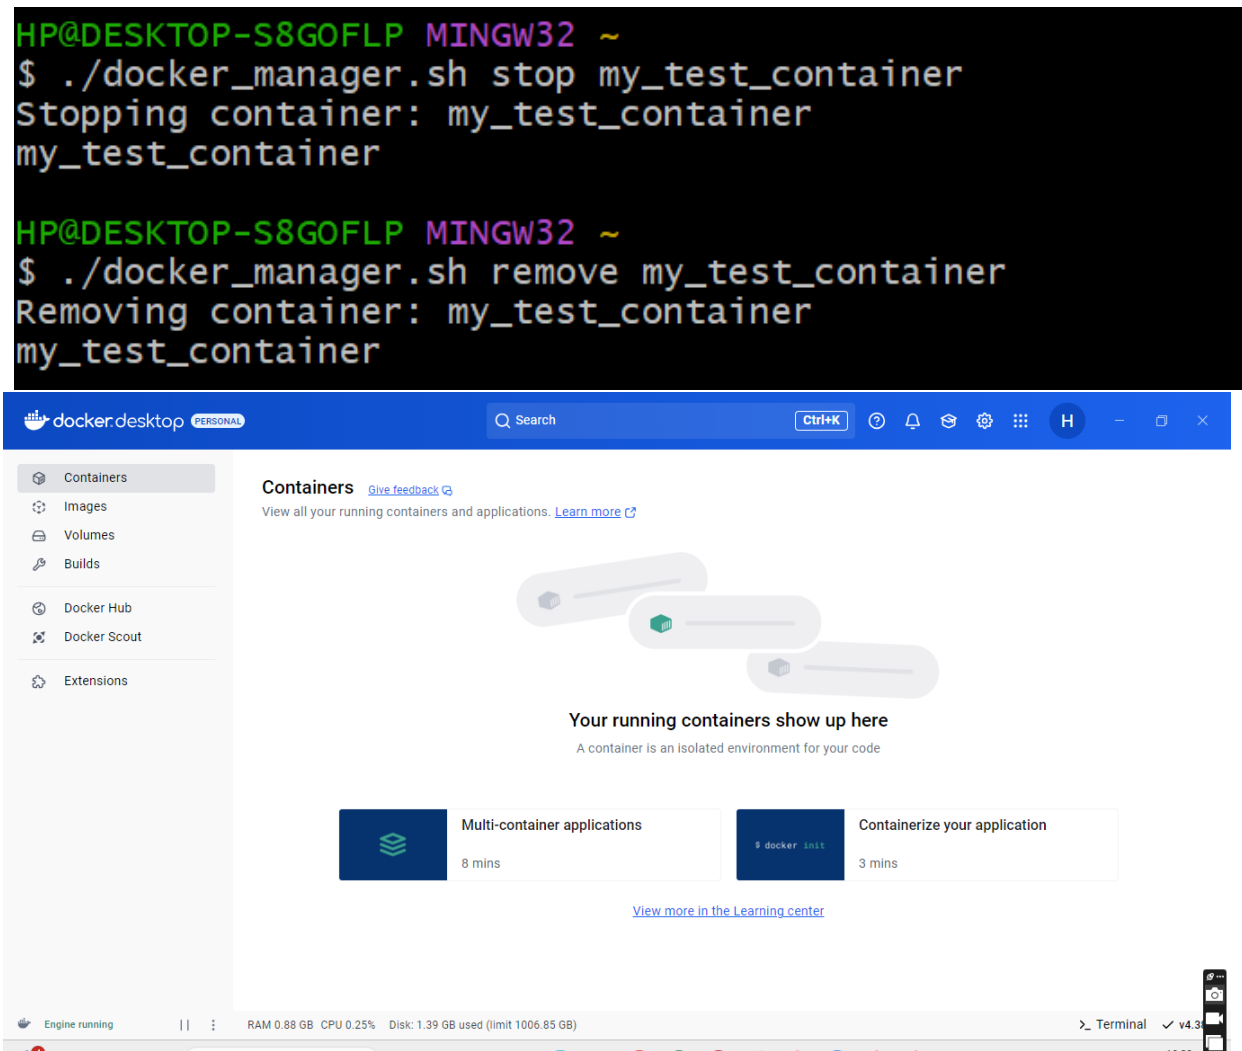 HP@DESKTOP-S8GOFLP MINGW32 ~
$ ./docker_manager.sh stop my_test_container
Stopping container: my_test_container
my_test_container
HP@DESKTOP-S8GOFLP MINGW32 ~
$ ./docker_manager.sh remove my_test_container
Removing container: my_test_container
my_test_container
docker.desktop PERSONAL Search Ctrl+K ? H
Containers
Images
Volumes
Builds
Docker Hub
Docker Scout
Extensions
Containers Give feedback
View all your running containers and applications. Learn more
Your running containers show up here
A container is an isolated environment for your code
Multi-container applications
8 mins
$ docker init
Containerize your application
3 mins
View more in the Learning center
Engine running
RAM 0.88 GB CPU 0.25% Disk: 1.39 GB used (limit 1006.85 GB)
>_ Terminal